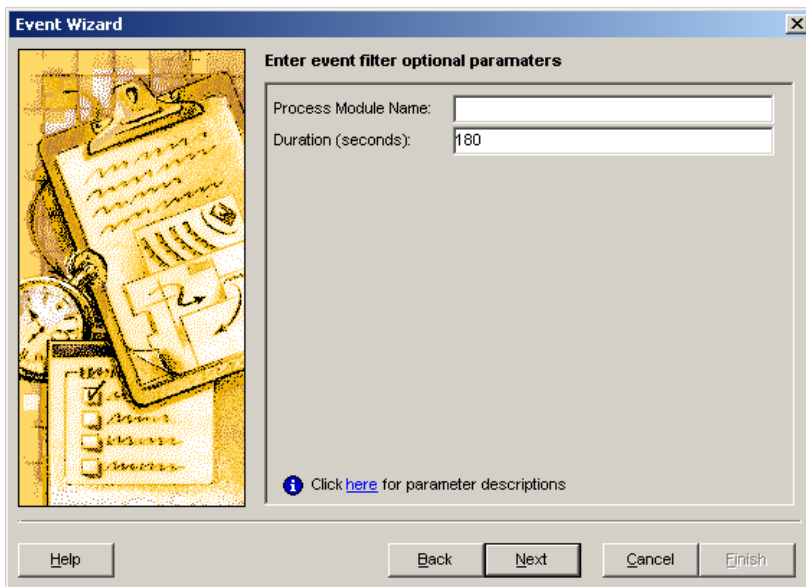 Event Wizard
Enter event filter optional paramaters
Process Module Name:
Duration (seconds): 180
Click here for parameter descriptions
Help Back Next Cancel Finish